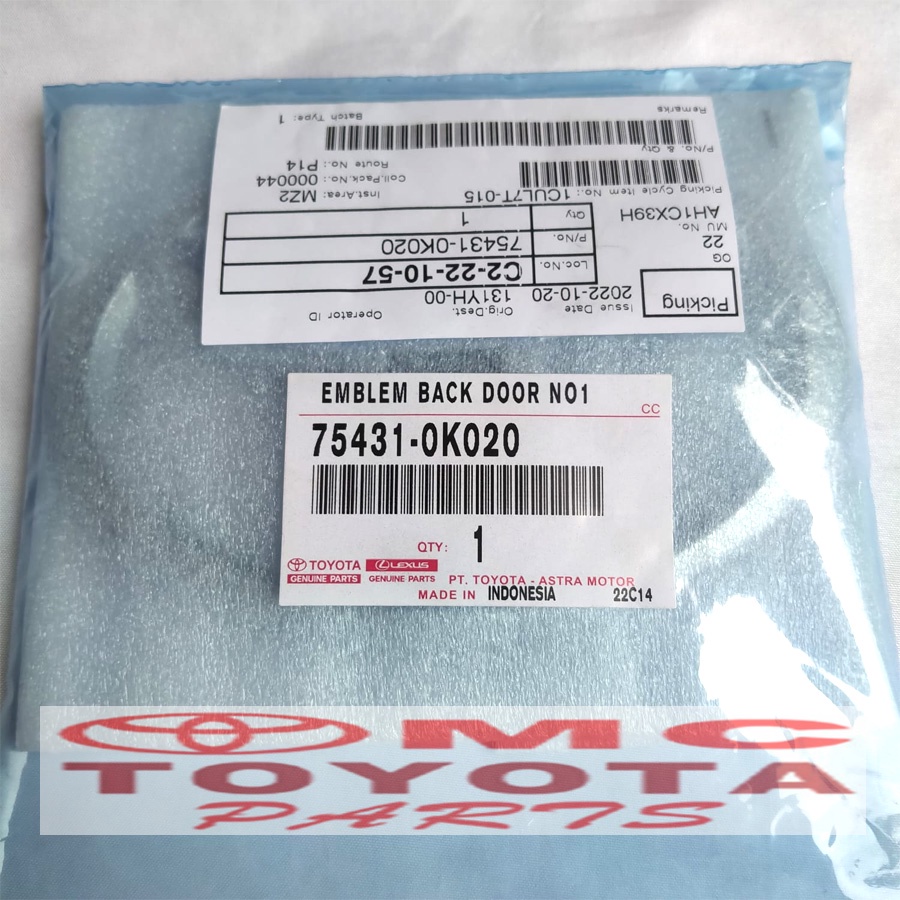 Picking
Issue Date
2022-10-20
Orig.Dest.
131YH-00
Operator ID
OG
22
MU No.
AH1CX39H
Loc.No.
C2-22-10-57
P/No.
75431-0K020
Qty
1
Picking Cycle Item No.: 1CUL7T-015
Inst.Area: MZ2
Coll.Pack.No.: 000044
Route No.: P14
P/No. & Qty
Remarks
Batch Type: 1
EMBLEM BACK DOOR NO1
CC
75431-0K020
QTY: 1
TOYOTA LEXUS
GENUINE PARTS GENUINE PARTS PT. TOYOTA - ASTRA MOTOR
MADE IN INDONESIA 22C14
OMC
TOYOTA
PARTS